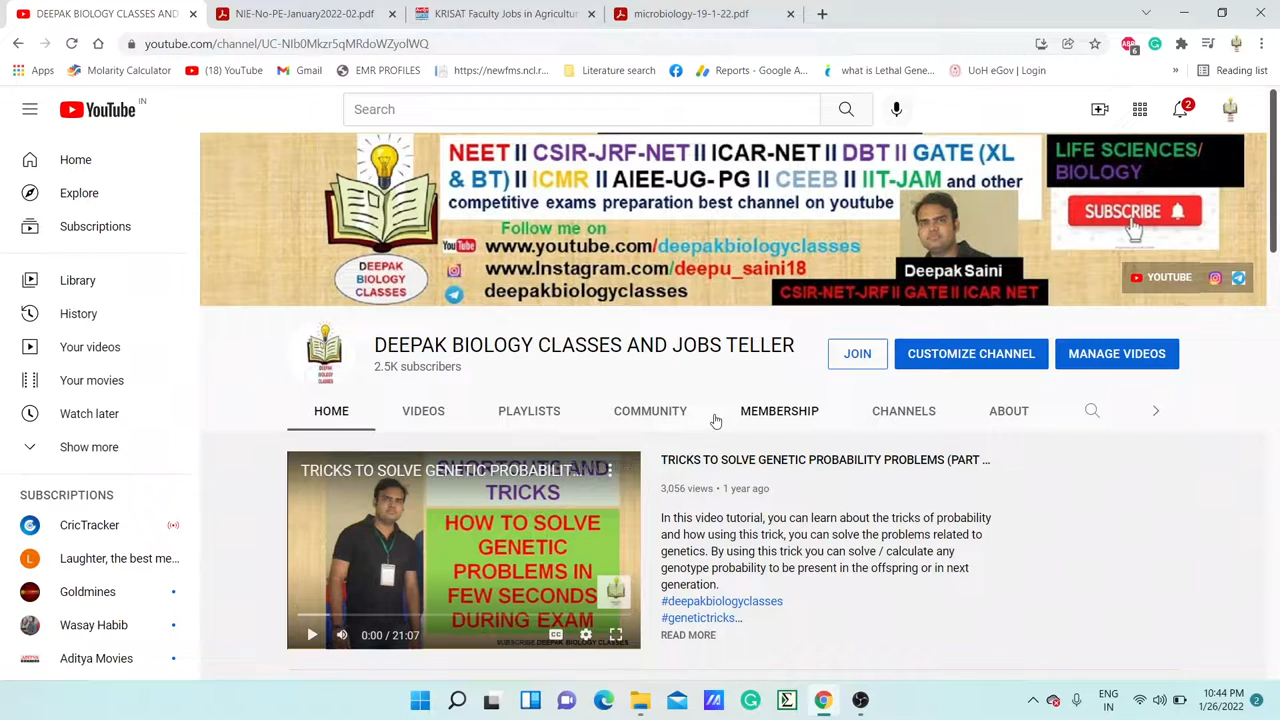 DEEPAK BIOLOGY CLASSES AND
NIE-No-PE-January2022-02.pdf
KRISAT Faculty Jobs in Agricultur
microbiology-19-1-22.pdf
youtube.com/channel/UC-NIb0Mkzr5qMRdoWZyolWQ
6
Apps
Molarity Calculator
(18) YouTube
Gmail
EMR PROFILES
https://newfms.ncl.r...
Literature search
Reports - Google A...
what is Lethal Gene...
UoH eGov | Login
»
Reading list
YouTube IN
Search
2
Home
Explore
Subscriptions
Library
History
Your videos
Your movies
Watch later
Show more
SUBSCRIPTIONS
CricTracker
Laughter, the best me...
Goldmines
Wasay Habib
Aditya Movies
DEEPAK
BIOLOGY
CLASSES
NEET II CSIR-JRF-NET II ICAR-NET II DBT II GATE (XL
& BT) II ICMR II AIEE-UG- PG II CEEB II IIT-JAM and other
competitive exams preparation best channel on youtube
Follow me on
You Tube www.youtube.com/deepakbiologyclasses
www.Instagram.com/deepu_saini18
deepakbiologyclasses
Deepak Saini
CSIR-NET-JRF II GATE II ICAR NET
LIFE SCIENCES/
BIOLOGY
SUBSCRIBE
YOUTUBE
DEEPAK BIOLOGY CLASSES AND JOBS TELLER
2.5K subscribers
JOIN
CUSTOMIZE CHANNEL
MANAGE VIDEOS
HOME
VIDEOS
PLAYLISTS
COMMUNITY
MEMBERSHIP
CHANNELS
ABOUT
TRICKS TO SOLVE GENETIC PROBABILIT...
SHORTCUTS AND
TRICKS
HOW TO SOLVE
GENETIC
PROBLEMS IN
FEW SECONDS
DURING EXAM
SUBSCRIBE DEEPAK BIOLOGY CLASSES
0:00 / 21:07
TRICKS TO SOLVE GENETIC PROBABILITY PROBLEMS (PART ...
3,056 views • 1 year ago
In this video tutorial, you can learn about the tricks of probability
and how using this trick, you can solve the problems related to
genetics. By using this trick you can solve / calculate any
genotype probability to be present in the offspring or in next
generation.
#deepakbiologyclasses
#genetictricks...
READ MORE
ENG
IN
10:44 PM
1/26/2022
2